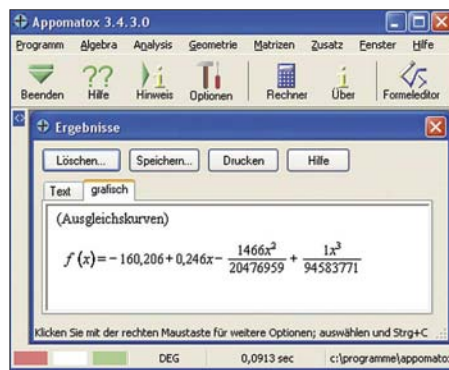 Appomatox 3.4.3.0
Programm Algebra Analysis Geometrie Matrizen Zusatz Fenster Hilfe
Beenden Hilfe Hinweis Optionen Rechner Über Formeleditor
Ergebnisse
Löschen... Speichern... Drucken Hilfe
Text grafisch
(Ausgleichskurven)
f (x)=−160,206+0,246x− 1466x²/20476959 + 1x³/94583771
Klicken Sie mit der rechten Maustaste für weitere Optionen; auswählen und Strg+C
DEG 0,0913 sec c:\programme\appomatox